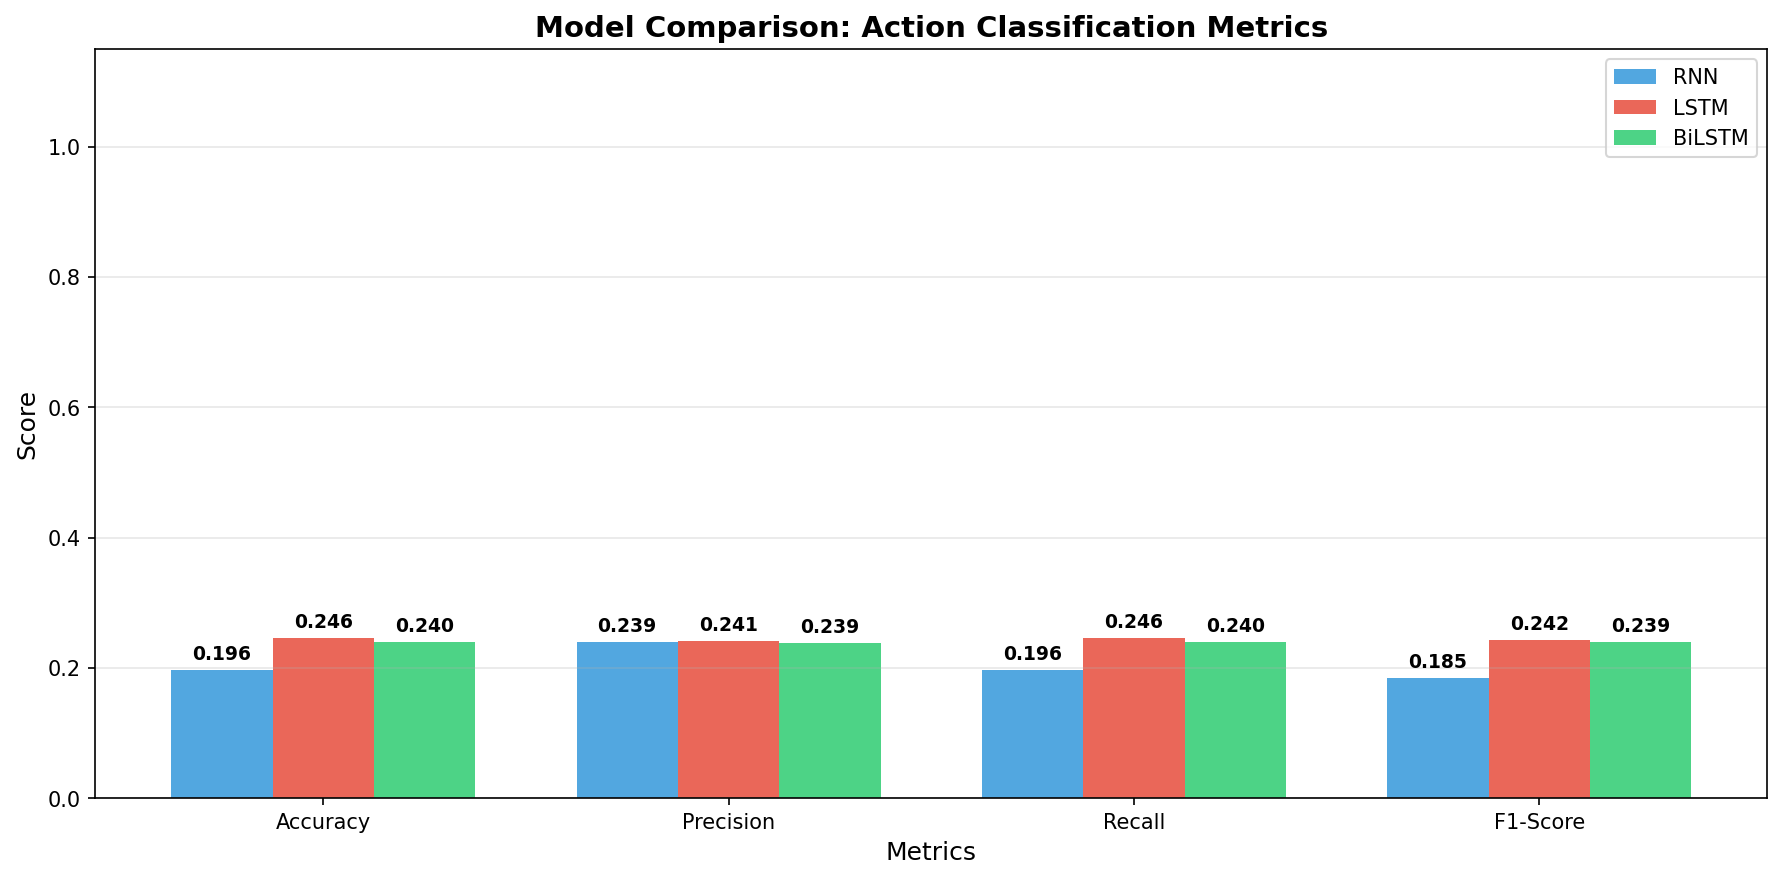 Model Comparison: Action Classification Metrics
RNN
LSTM
BiLSTM
Score
1.0
0.8
0.6
0.4
0.2
0.0
0.196
0.246
0.240
0.239
0.241
0.239
0.196
0.246
0.240
0.185
0.242
0.239
Accuracy
Precision
Recall
F1-Score
Metrics